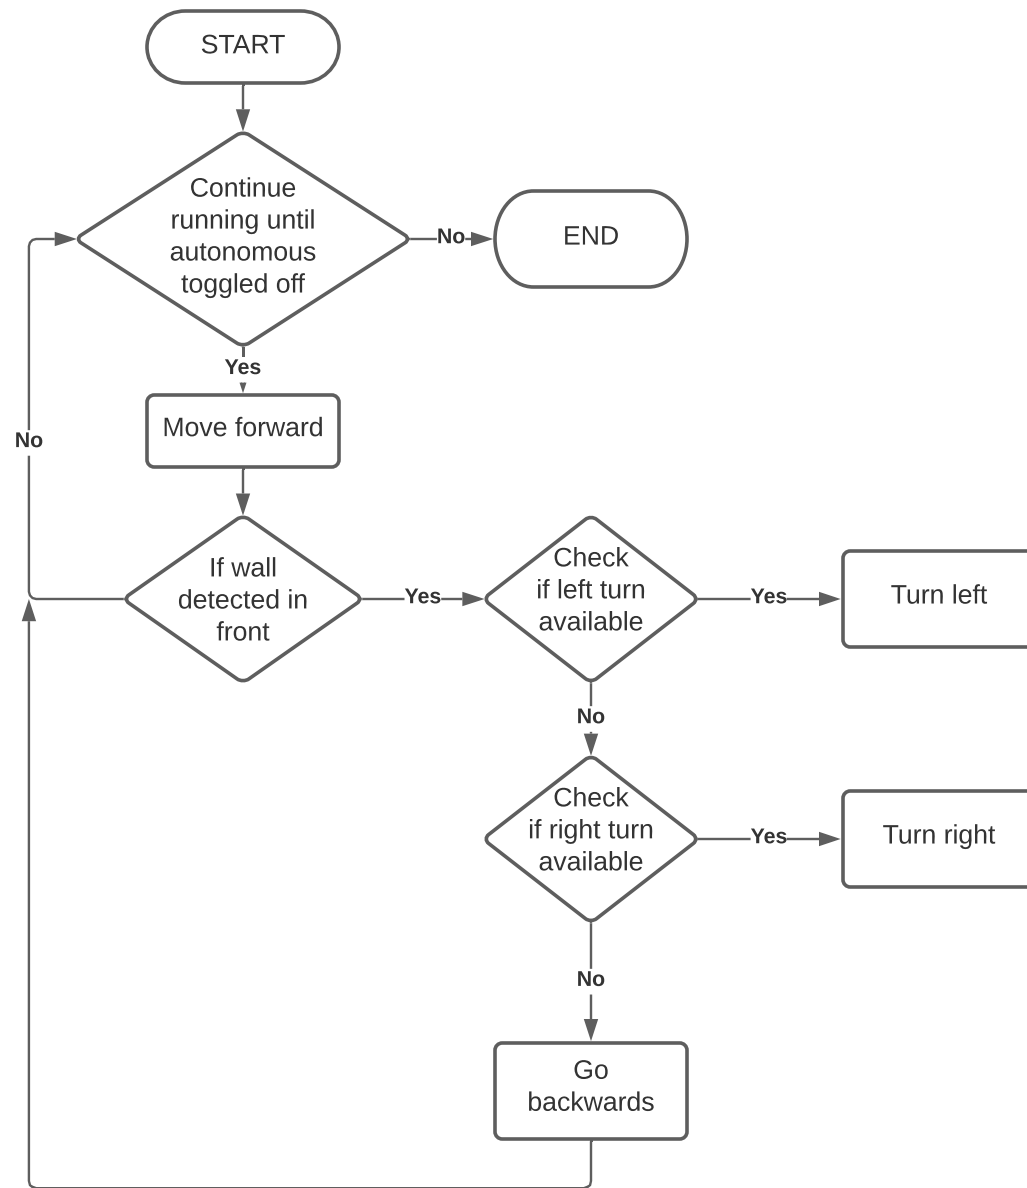 START
Continue
running until
autonomous
toggled off
No
END
Yes
Move forward
No
If wall
detected in
front
Yes
Check
if left turn
available
Yes
Turn left
No
Check
if right turn
available
Yes
Turn right
No
Go
backwards